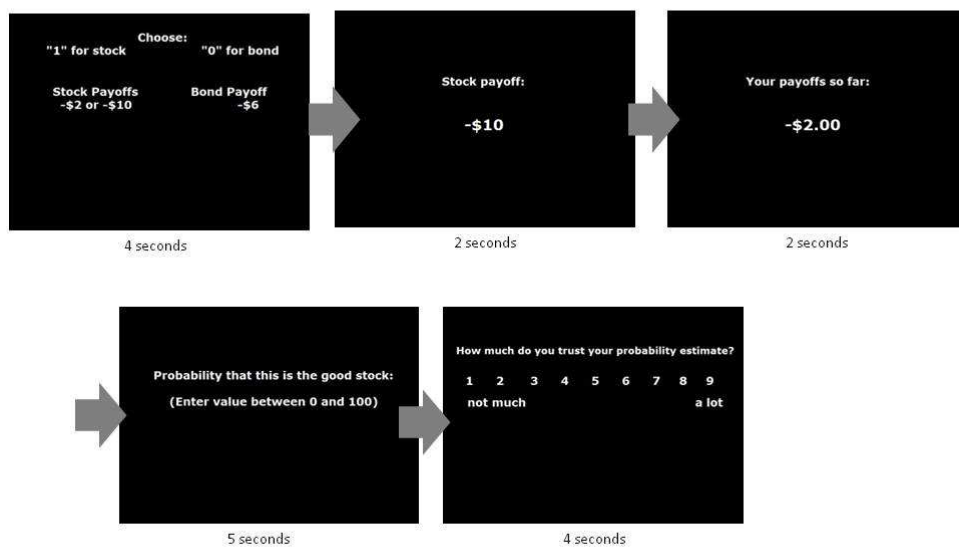 Choose:
"1" for stock "0" for bond
Stock Payoffs Bond Payoff
-$2 or -$10 -$6
4 seconds
Stock payoff:
-$10
2 seconds
Your payoffs so far:
-$2.00
2 seconds
Probability that this is the good stock:
(Enter value between 0 and 100)
5 seconds
How much do you trust your probability estimate?
1 2 3 4 5 6 7 8 9
not much a lot
4 seconds